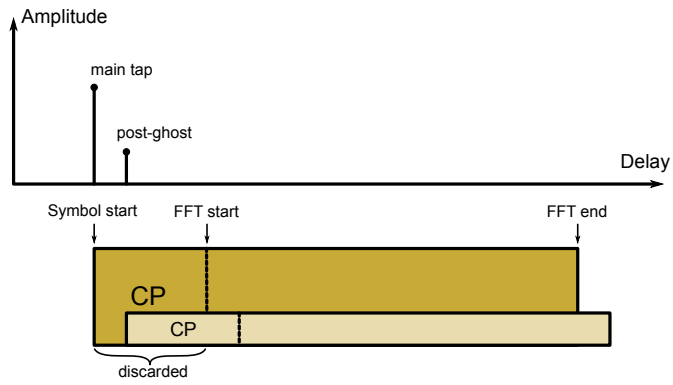 Amplitude
main tap
post-ghost
Delay
Symbol start
FFT start
FFT end
CP
CP
discarded